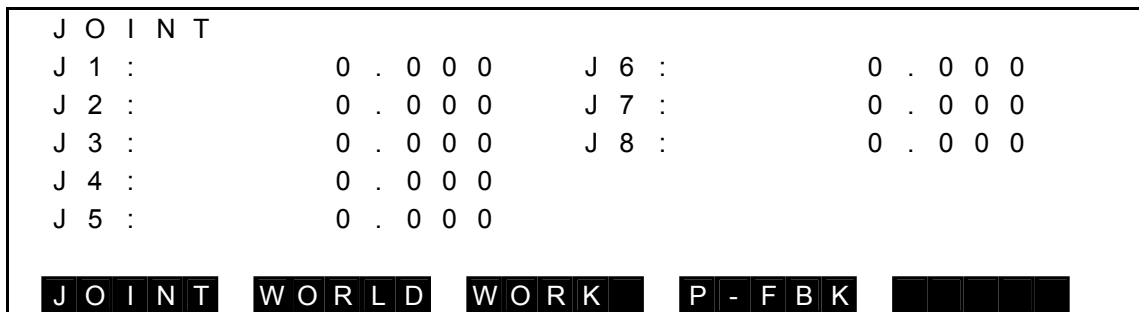 JOINT
J1: 0.000 J6: 0.000
J2: 0.000 J7: 0.000
J3: 0.000 J8: 0.000
J4: 0.000
J5: 0.000
JOINT WORLD WORK P-FBK